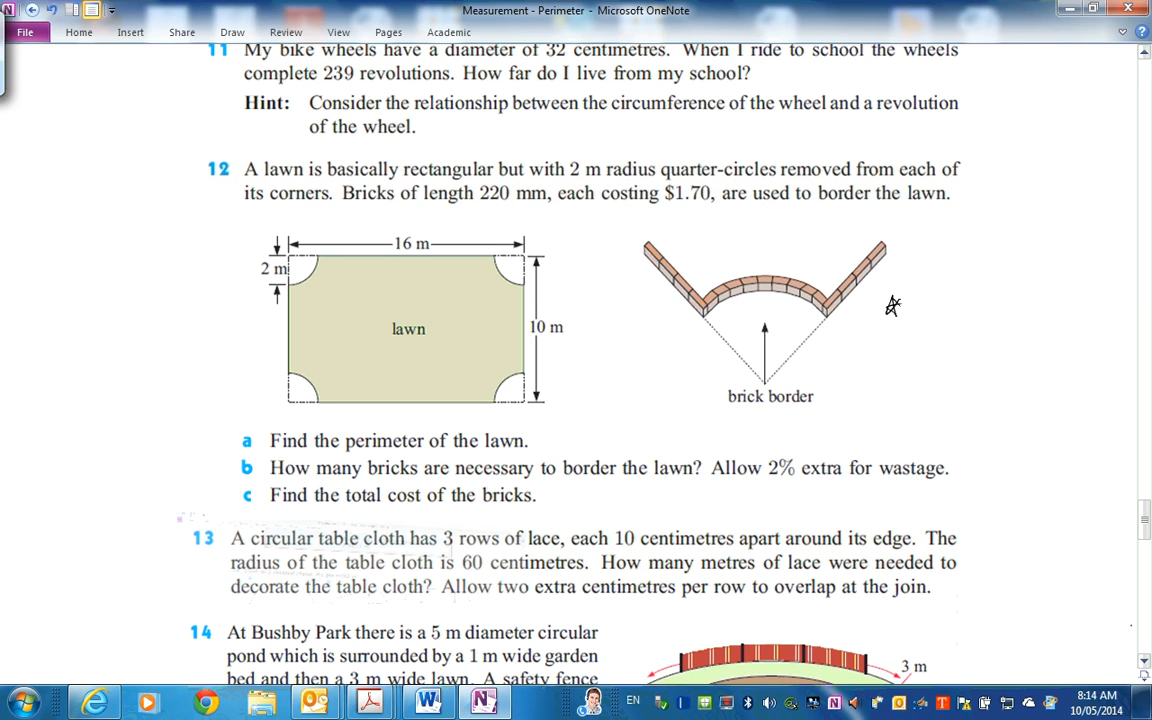 Measurement - Perimeter - Microsoft OneNote
File Home Insert Share Draw Review View Pages Academic
11 My bike wheels have a diameter of 32 centimetres. When I ride to school the wheels
complete 239 revolutions. How far do I live from my school?
Hint: Consider the relationship between the circumference of the wheel and a revolution
of the wheel.
12 A lawn is basically rectangular but with 2 m radius quarter-circles removed from each of
its corners. Bricks of length 220 mm, each costing $1.70, are used to border the lawn.
16 m
2 m
lawn
10 m
brick border
a Find the perimeter of the lawn.
b How many bricks are necessary to border the lawn? Allow 2% extra for wastage.
c Find the total cost of the bricks.
13 A circular table cloth has 3 rows of lace, each 10 centimetres apart around its edge. The
radius of the table cloth is 60 centimetres. How many metres of lace were needed to
decorate the table cloth? Allow two extra centimetres per row to overlap at the join.
14 At Bushby Park there is a 5 m diameter circular
pond which is surrounded by a 1 m wide garden
bed and then a 3 m wide lawn. A safety fence
3 m
EN
8:14 AM
10/05/2014